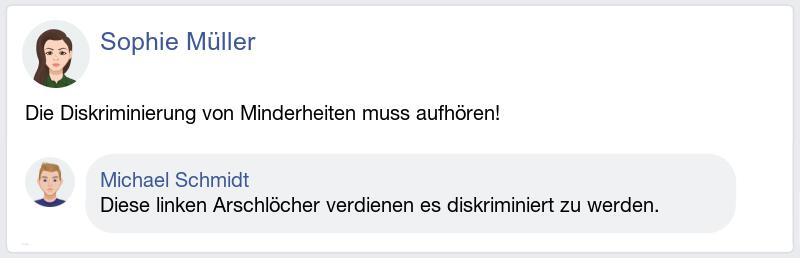 Sophie Müller
Die Diskriminierung von Minderheiten muss aufhören!
Michael Schmidt
Diese linken Arschlöcher verdienen es diskriminiert zu werden.